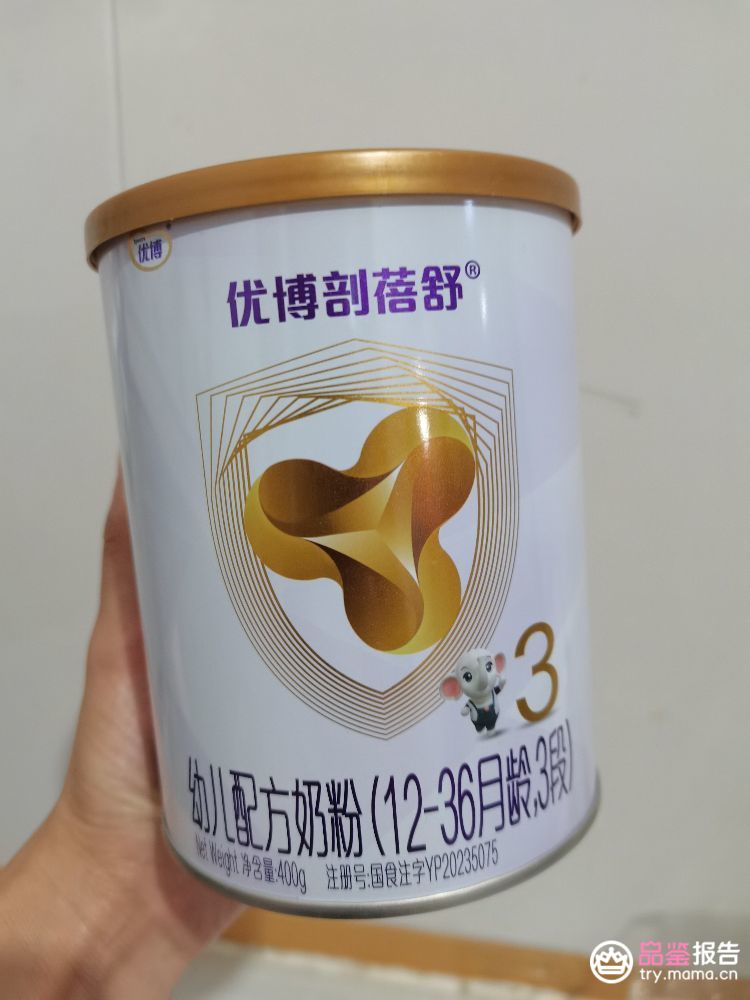 优博
优博剖蓓舒®
3
幼儿配方奶粉(12-36月龄,3段)
Net Weight 净含量:400g 注册号:国食注字YP20235075
品鉴报告
try.mama.cn